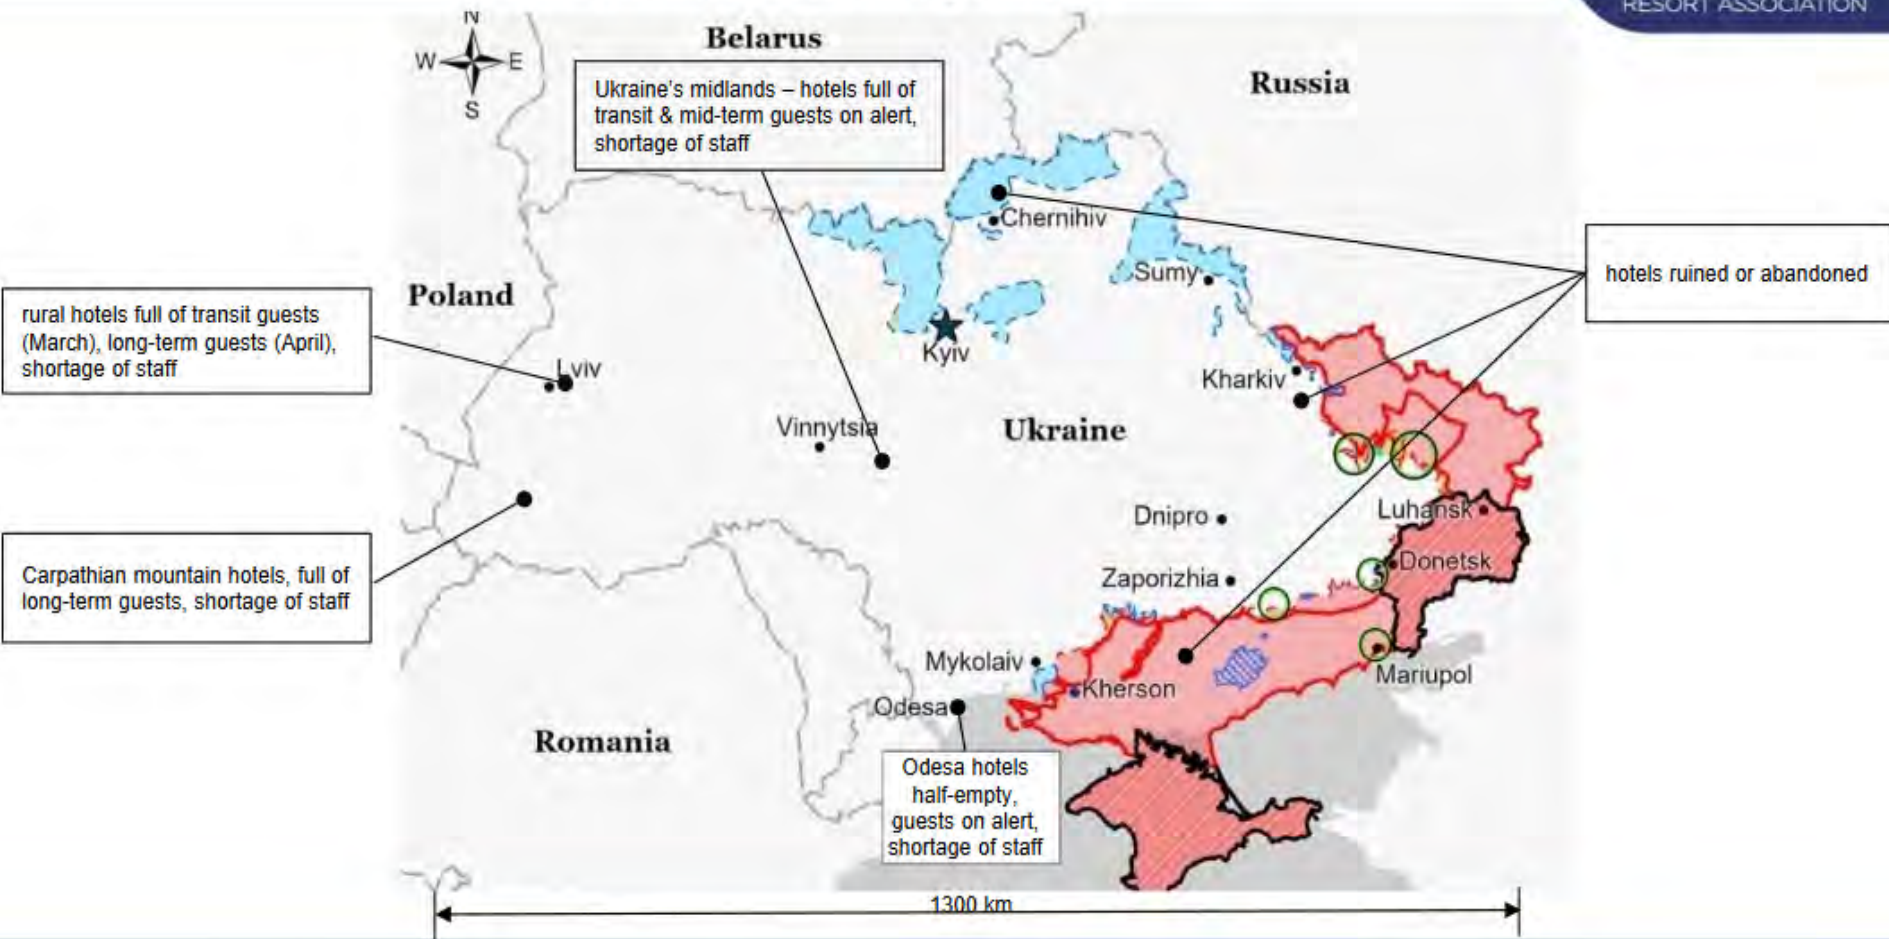 RESORT ASSOCIATION
N
W
E
S
Belarus
Russia
Ukraine's midlands – hotels full of
transit & mid-term guests on alert,
shortage of staff
Chernihiv
hotels ruined or abandoned
Sumy
Poland
rural hotels full of transit guests
(March), long-term guests (April),
shortage of staff
Kyiv
Lviv
Kharkiv
Vinnytsia
Ukraine
Dnipro
Luhansk
Donetsk
Zaporizhia
Carpathian mountain hotels, full of
long-term guests, shortage of staff
Mykolaiv
Mariupol
Kherson
Odesa
Romania
Odesa hotels
half-empty,
guests on alert,
shortage of staff
1300 km